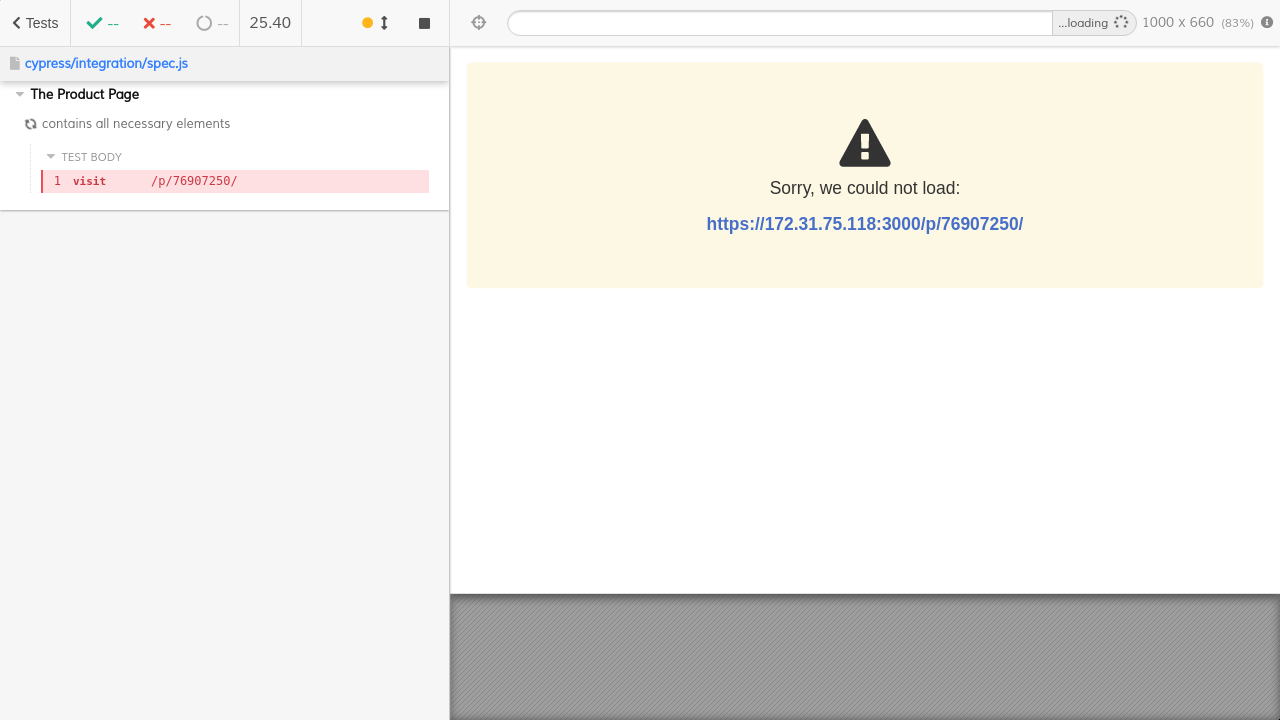 Tests
--
--
--
25.40
...loading
1000 x 660 (83%)
cypress/integration/spec.js
The Product Page
contains all necessary elements
TEST BODY
1 visit /p/76907250/
Sorry, we could not load:
https://172.31.75.118:3000/p/76907250/